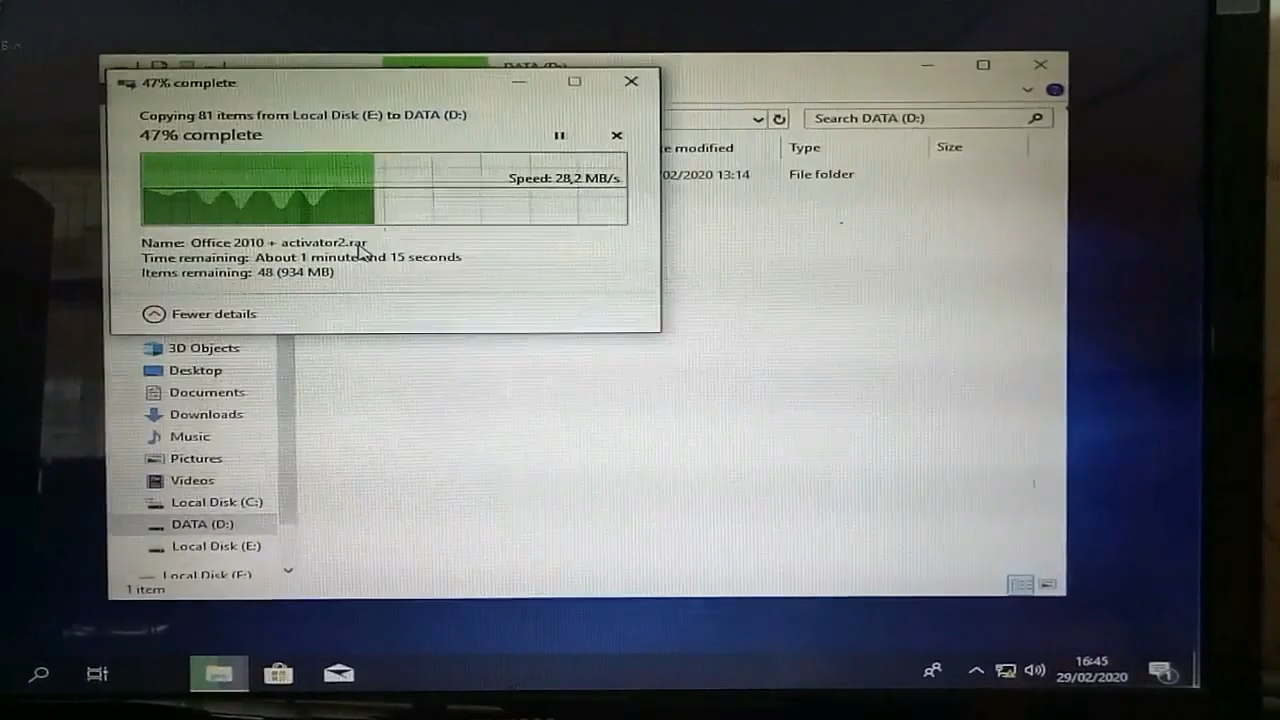 47% complete
Copying 81 items from Local Disk (E:) to DATA (D:)
47% complete
Speed: 28,2 MB/s
Name: Office 2010 + activator2.rar
Time remaining: About 1 minute and 15 seconds
Items remaining: 48 (934 MB)
Fewer details
DATA (D:)
Search DATA (D:)
modified
Type
Size
02/2020 13:14
File folder
3D Objects
Desktop
Documents
Downloads
Music
Pictures
Videos
Local Disk (C:)
DATA (D:)
Local Disk (E:)
Local Disk (F:)
1 item
16:45
29/02/2020
1